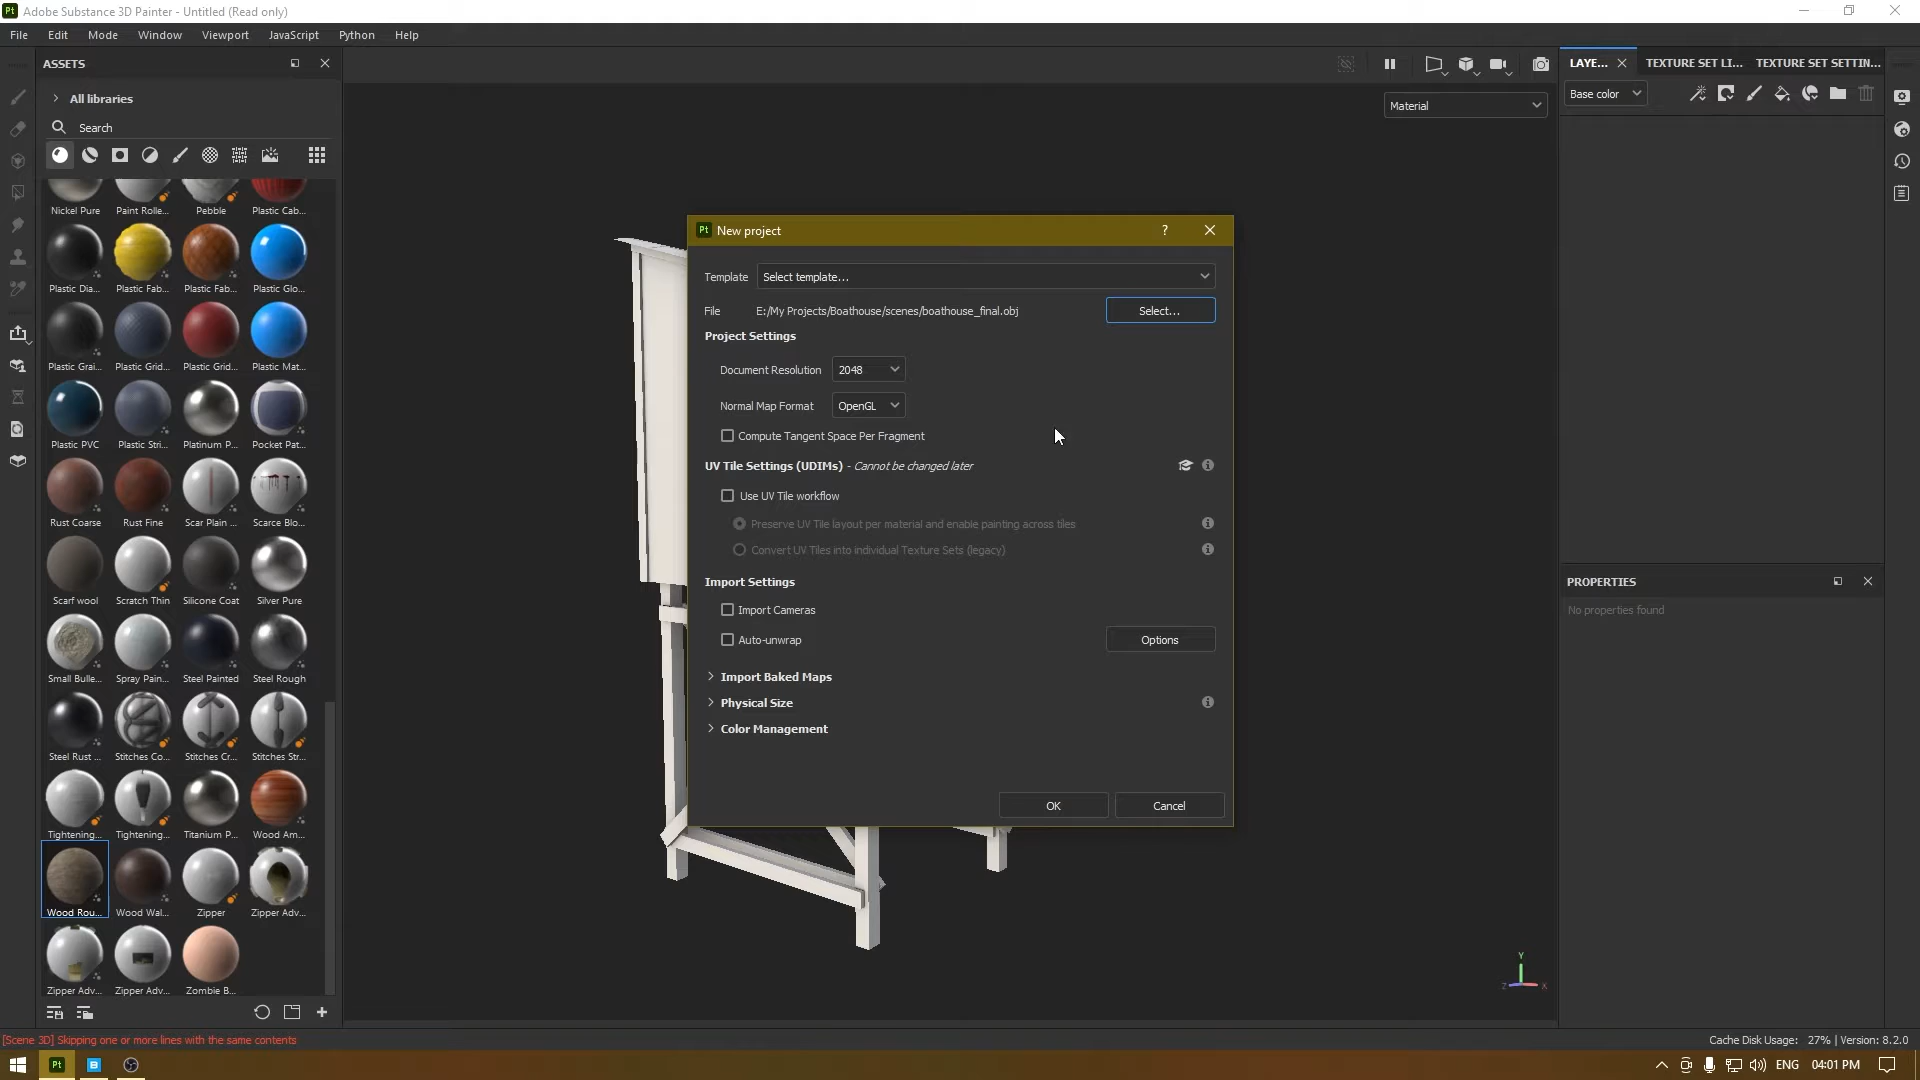 Pt Adobe Substance 3D Painter - Untitled (Read only)
File Edit Mode Window Viewport JavaScript Python Help
ASSETS
All libraries
Search
Nickel Pure Paint Rolle... Pebble Plastic Cab...
Plastic Dia... Plastic Fab... Plastic Fab... Plastic Glo...
Plastic Grai... Plastic Grid... Plastic Grid... Plastic Mat...
Plastic PVC Plastic Stri... Platinum P... Pocket Pat...
Rust Coarse Rust Fine Scar Plain ... Scarce Blo...
Scarf wool Scratch Thin Silicone Coat Silver Pure
Small Bulle... Spray Pain... Steel Painted Steel Rough
Steel Rust ... Stitches Co... Stitches Cr... Stitches Str...
Tightening... Tightening... Titanium P... Wood Am...
Wood Rou... Wood Wal... Zipper Zipper Adv...
Zipper Adv... Zipper Adv... Zombie B...
Material
Pt New project ?
Template Select template...
File E:/My Projects/Boathouse/scenes/boathouse_final.obj Select...
Project Settings
Document Resolution 2048
Normal Map Format OpenGL
Compute Tangent Space Per Fragment
UV Tile Settings (UDIMs) - Cannot be changed later
Use UV Tile workflow
Preserve UV Tile layout per material and enable painting across tiles
Convert UV Tiles into individual Texture Sets (legacy)
Import Settings
Import Cameras
Auto-unwrap Options
Import Baked Maps
Physical Size
Color Management
OK Cancel
Y
Z X
LAYE... TEXTURE SET LI... TEXTURE SET SETTIN...
Base color
PROPERTIES
No properties found
[Scene 3D] Skipping one or more lines with the same contents
Cache Disk Usage: 27% | Version: 8.2.0
Pt B ENG 04:01 PM